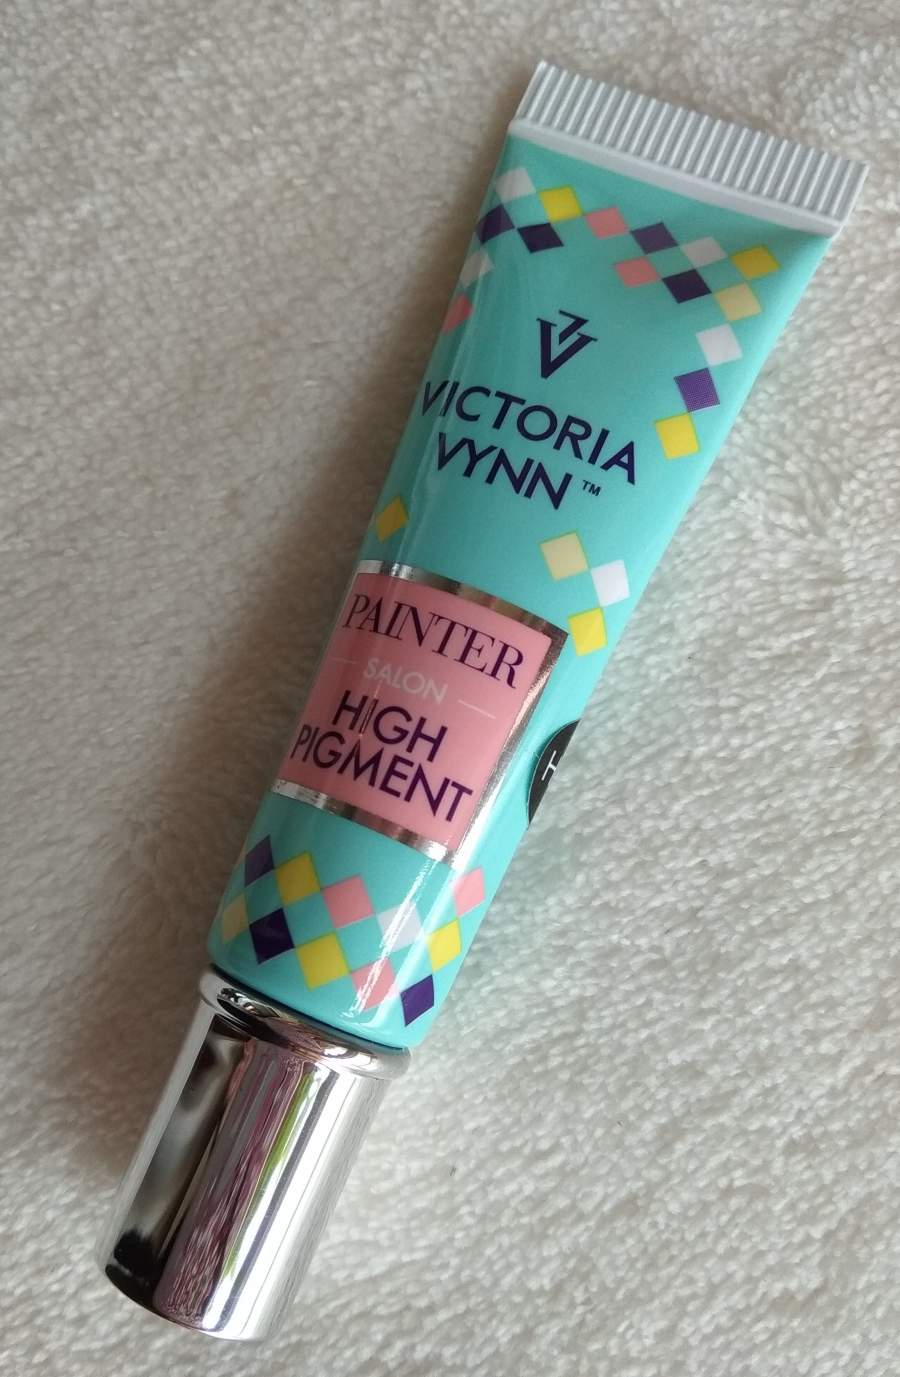 VICTORIA
VYNN™
PAINTER
SALON
HIGH
PIGMENT